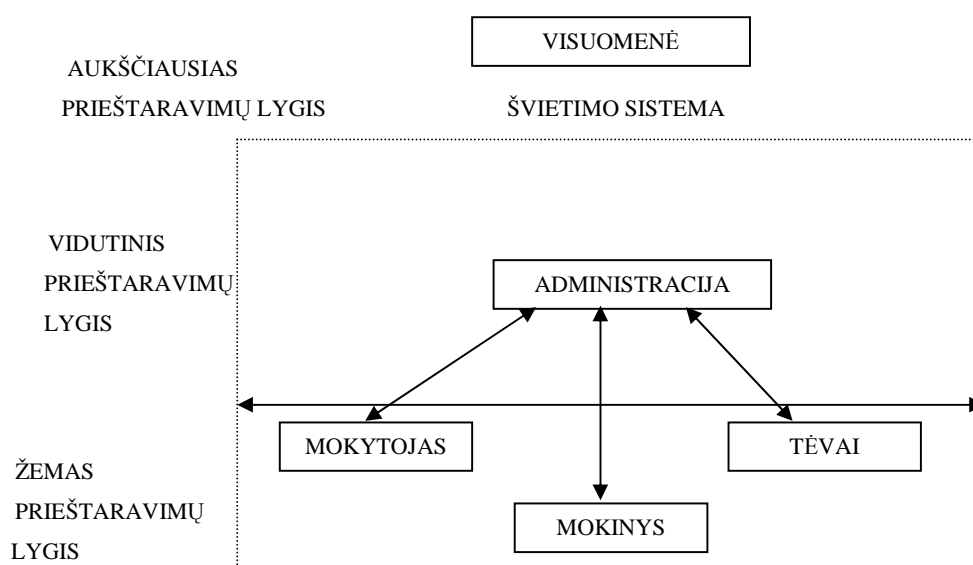 VISUOMENĖ
AUKŠČIAUSIAS
PRIEŠTARAVIMŲ LYGIS
ŠVIETIMO SISTEMA
VIDUTINIS
PRIEŠTARAVIMŲ
LYGIS
ADMINISTRACIJA
MOKYTOJAS
TĖVAI
ŽEMAS
PRIEŠTARAVIMŲ
LYGIS
MOKINYS